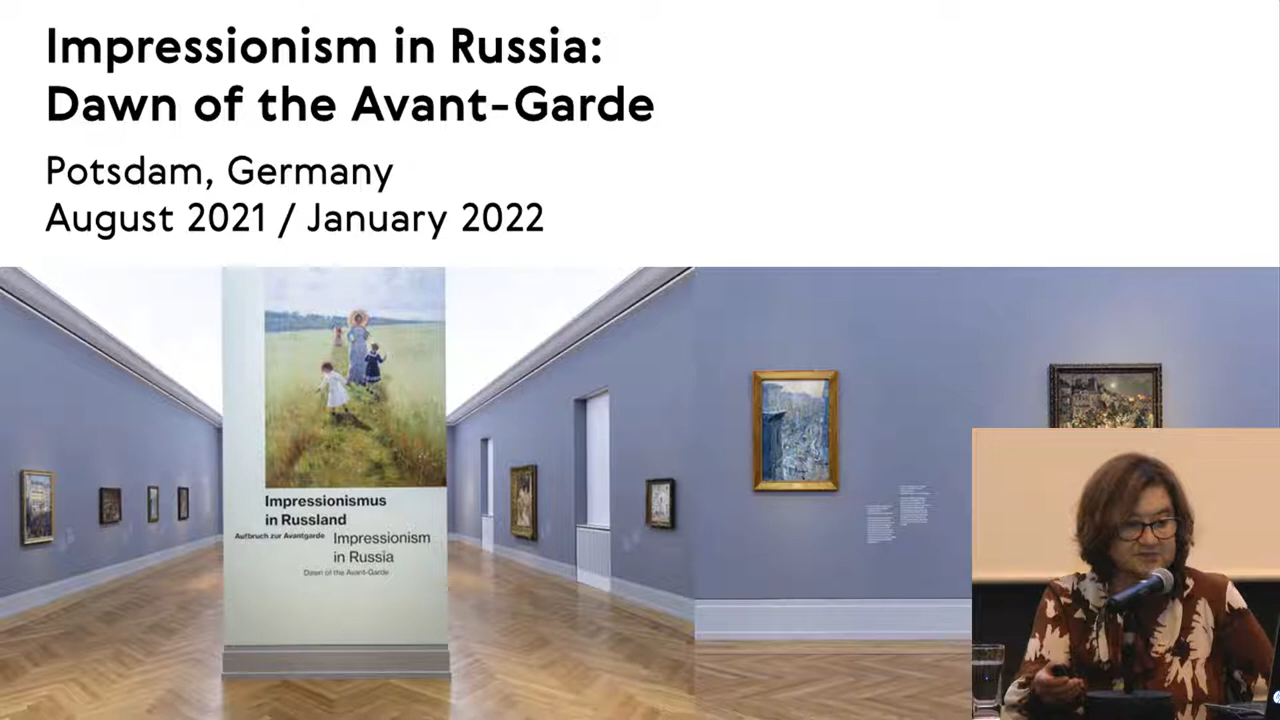 Impressionism in Russia:
Dawn of the Avant-Garde
Potsdam, Germany
August 2021 / January 2022
Impressionismus
in Russland
Aufbruch zur Avantgarde
Impressionism
in Russia
Dawn of the Avant-Garde